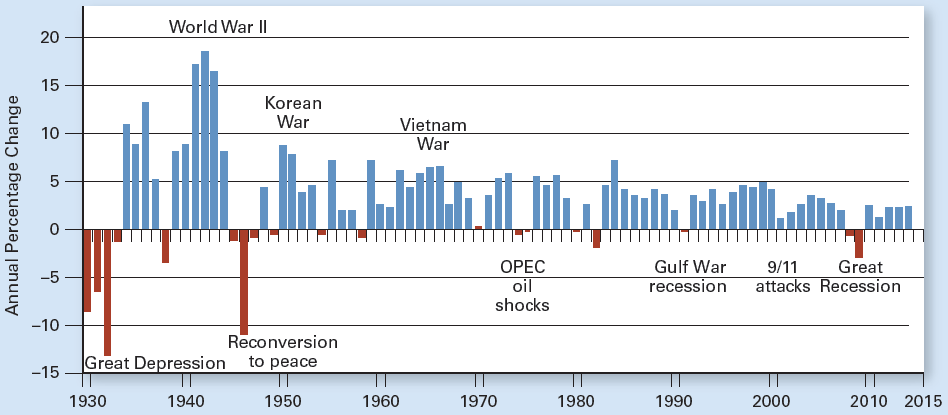 Annual Percentage Change
20
15
10
5
0
−5
−10
−15
World War II
Korean
War
Vietnam
War
OPEC
oil
shocks
Gulf War
recession
9/11
attacks
Great
Recession
Great Depression
Reconversion
to peace
1930
1940
1950
1960
1970
1980
1990
2000
2010
2015